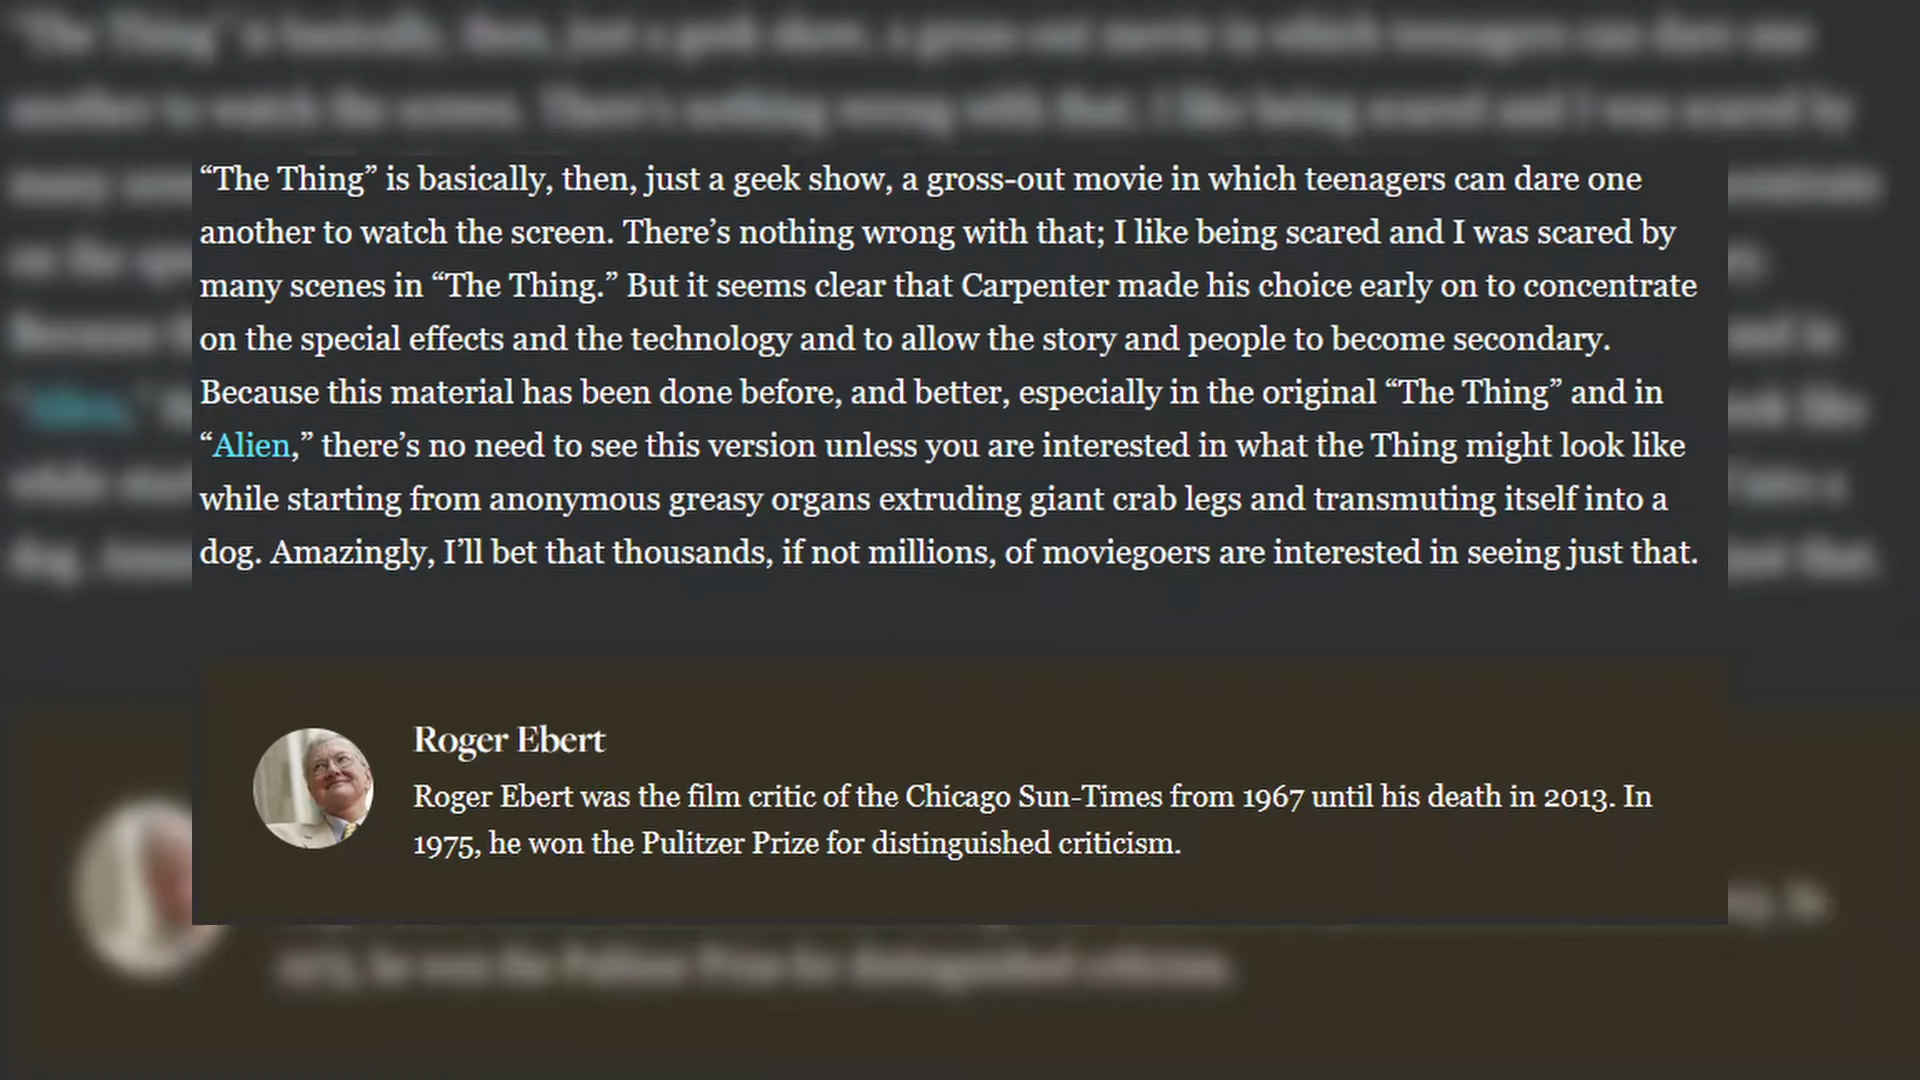 “The Thing” is basically, then, just a geek show, a gross-out movie in which teenagers can dare one
another to watch the screen. There’s nothing wrong with that; I like being scared and I was scared by
many scenes in “The Thing.” But it seems clear that Carpenter made his choice early on to concentrate
on the special effects and the technology and to allow the story and people to become secondary.
Because this material has been done before, and better, especially in the original “The Thing” and in
“Alien,” there’s no need to see this version unless you are interested in what the Thing might look like
while starting from anonymous greasy organs extruding giant crab legs and transmuting itself into a
dog. Amazingly, I’ll bet that thousands, if not millions, of moviegoers are interested in seeing just that.
Roger Ebert
Roger Ebert was the film critic of the Chicago Sun-Times from 1967 until his death in 2013. In
1975, he won the Pulitzer Prize for distinguished criticism.